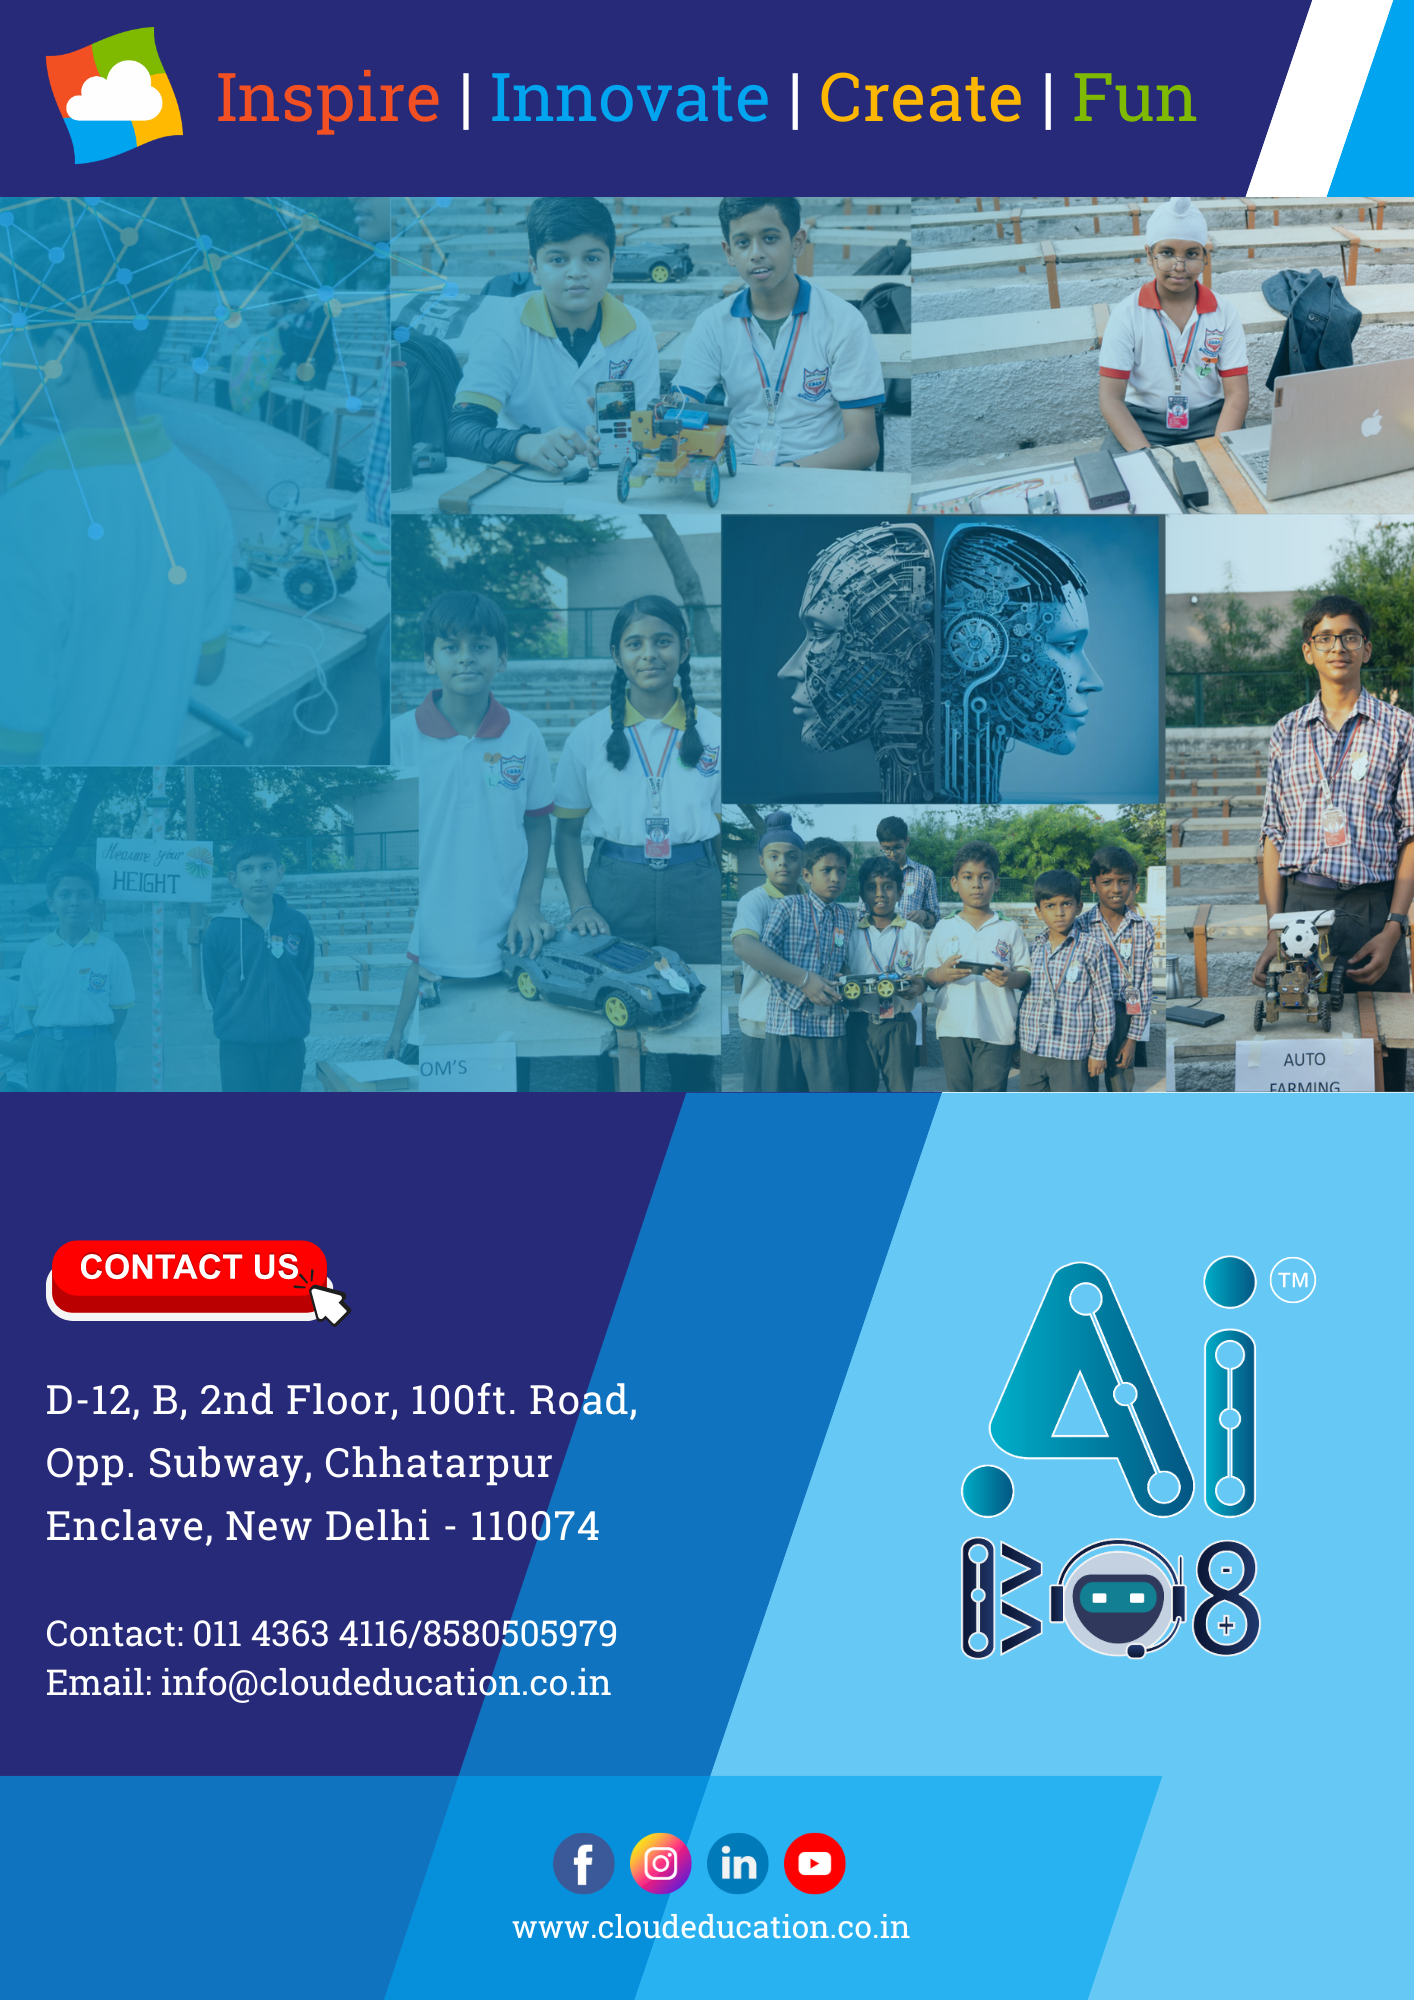 Inspire | Innovate | Create | Fun
Measure your
HEIGHT
OM'S
AUTO
FARMING
CONTACT US
D-12, B, 2nd Floor, 100ft. Road,
Opp. Subway, Chhatarpur
Enclave, New Delhi - 110074
Contact: 011 4363 4116/8580505979
Email: info@cloudeducation.co.in
Ai TM
f in
www.cloudeducation.co.in